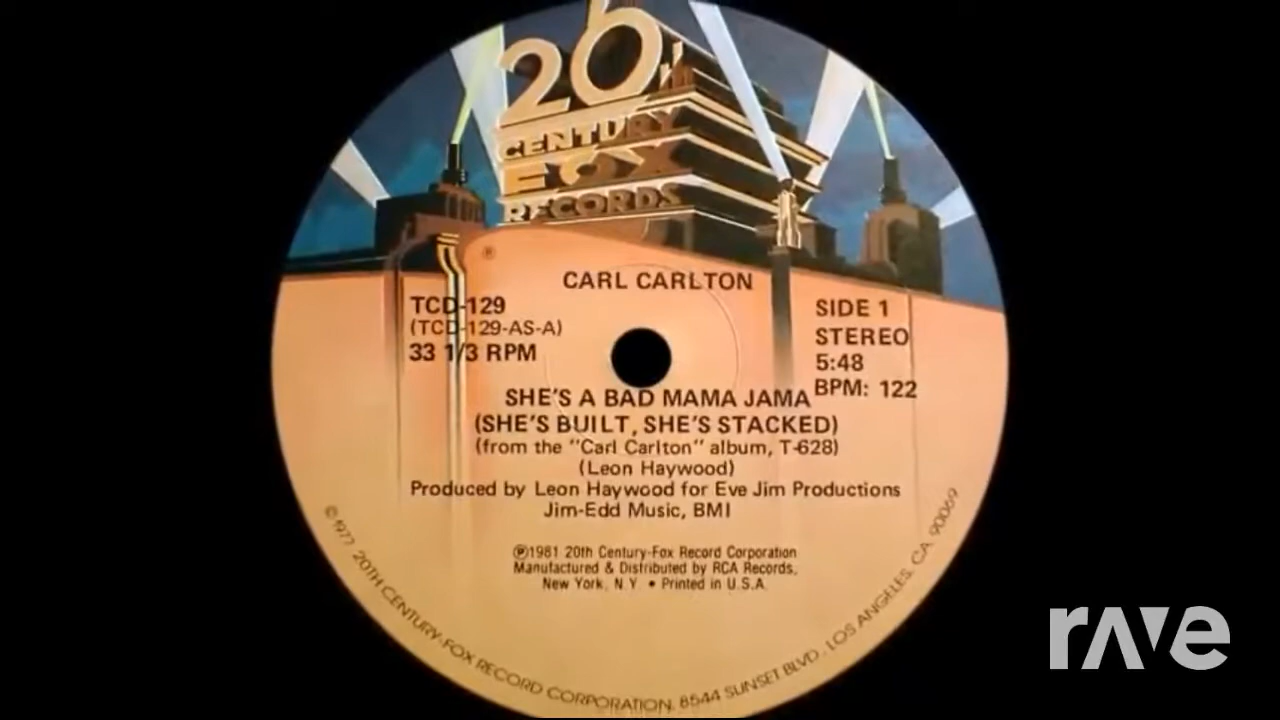 20th
CENTURY
FOX
RECORDS
®
CARL CARLTON
TCD-129
(TCD-129-AS-A)
33 1/3 RPM
SIDE 1
STEREO
5:48
BPM: 122
SHE'S A BAD MAMA JAMA
(SHE'S BUILT, SHE'S STACKED)
(from the "Carl Carlton" album, T-628)
(Leon Haywood)
Produced by Leon Haywood for Eve Jim Productions
Jim-Edd Music, BMI
℗1981 20th Century-Fox Record Corporation
Manufactured & Distributed by RCA Records,
New York, N.Y • Printed in U.S.A.
© 1977 20TH CENTURY-FOX RECORD CORPORATION, 8544 SUNSET BLVD., LOS ANGELES, CA 90069
rave